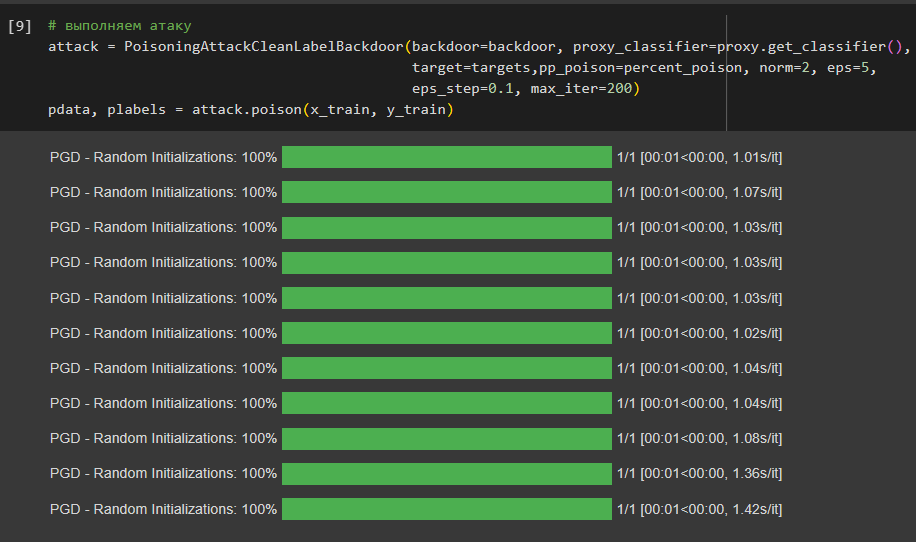 [9] # выполняем атаку
attack = PoisoningAttackCleanLabelBackdoor(backdoor=backdoor, proxy_classifier=proxy.get_classifier(),
target=targets,pp_poison=percent_poison, norm=2, eps=5,
eps_step=0.1, max_iter=200)
pdata, plabels = attack.poison(x_train, y_train)
PGD - Random Initializations: 100% 1/1 [00:01<00:00, 1.01s/it]
PGD - Random Initializations: 100% 1/1 [00:01<00:00, 1.07s/it]
PGD - Random Initializations: 100% 1/1 [00:01<00:00, 1.03s/it]
PGD - Random Initializations: 100% 1/1 [00:01<00:00, 1.03s/it]
PGD - Random Initializations: 100% 1/1 [00:01<00:00, 1.03s/it]
PGD - Random Initializations: 100% 1/1 [00:01<00:00, 1.02s/it]
PGD - Random Initializations: 100% 1/1 [00:01<00:00, 1.04s/it]
PGD - Random Initializations: 100% 1/1 [00:01<00:00, 1.04s/it]
PGD - Random Initializations: 100% 1/1 [00:01<00:00, 1.08s/it]
PGD - Random Initializations: 100% 1/1 [00:01<00:00, 1.36s/it]
PGD - Random Initializations: 100% 1/1 [00:01<00:00, 1.42s/it]